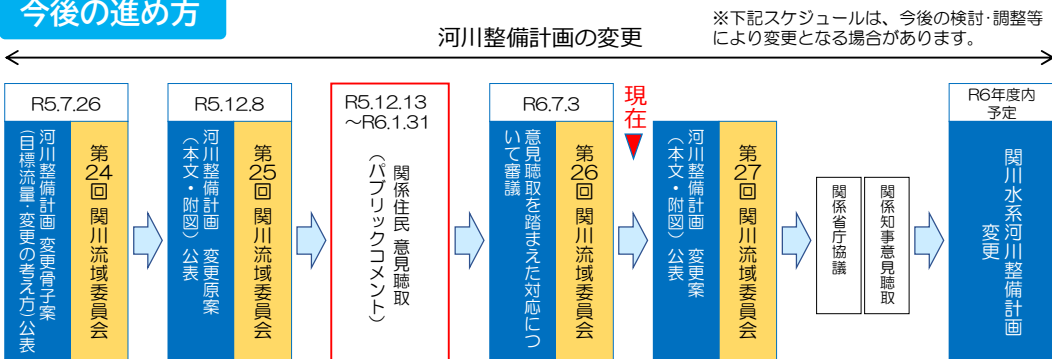 今後の進め方
※下記スケジュールは、今後の検討・調整等
により変更となる場合があります。
河川整備計画の変更
R5.7.26
第24回 関川流域委員会
河川整備計画 変更骨子案
(目標流量・変更の考え方)公表
R5.12.8
第25回 関川流域委員会
河川整備計画 変更原案
(本文・附図) 公表
R5.12.13
～R6.1.31
関係住民 意見聴取
(パブリックコメント)
R6.7.3
第26回 関川流域委員会
意見聴取を踏まえた対応につ
いて審議
現在
第27回 関川流域委員会
河川整備計画 変更案
(本文・附図) 公表
関係省庁協議
関係知事意見聴取
R6年度内
予定
関川水系河川整備計画
変更